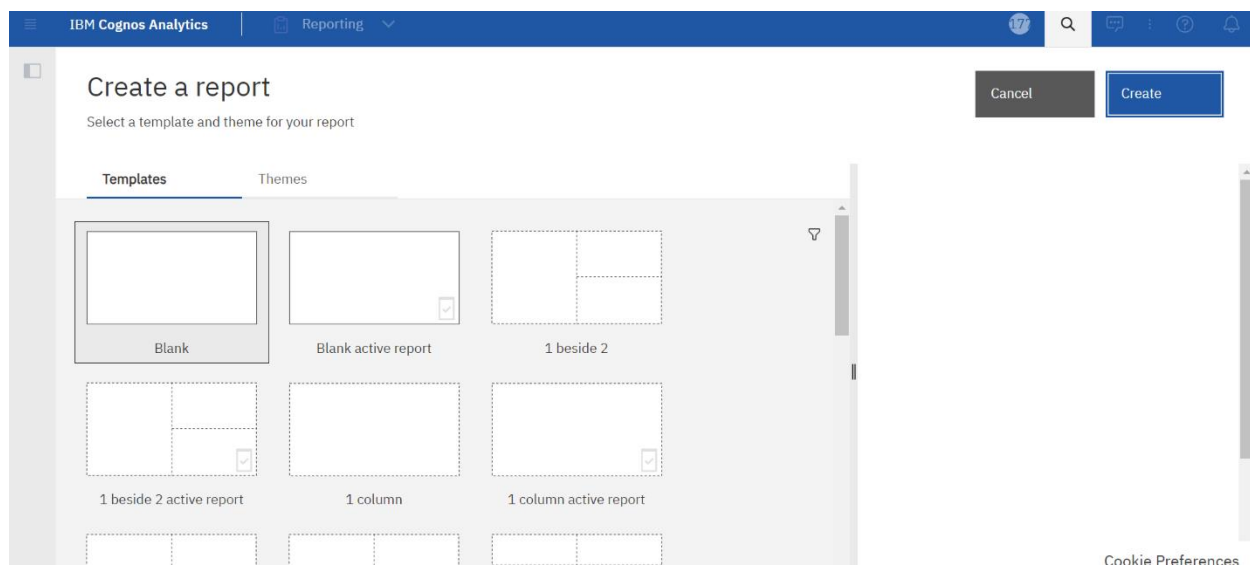 IBM Cognos Analytics Reporting
Create a report
Cancel
Create
Select a template and theme for your report
Templates Themes
Blank Blank active report 1 beside 2
1 beside 2 active report 1 column 1 column active report
Cookie Preferences